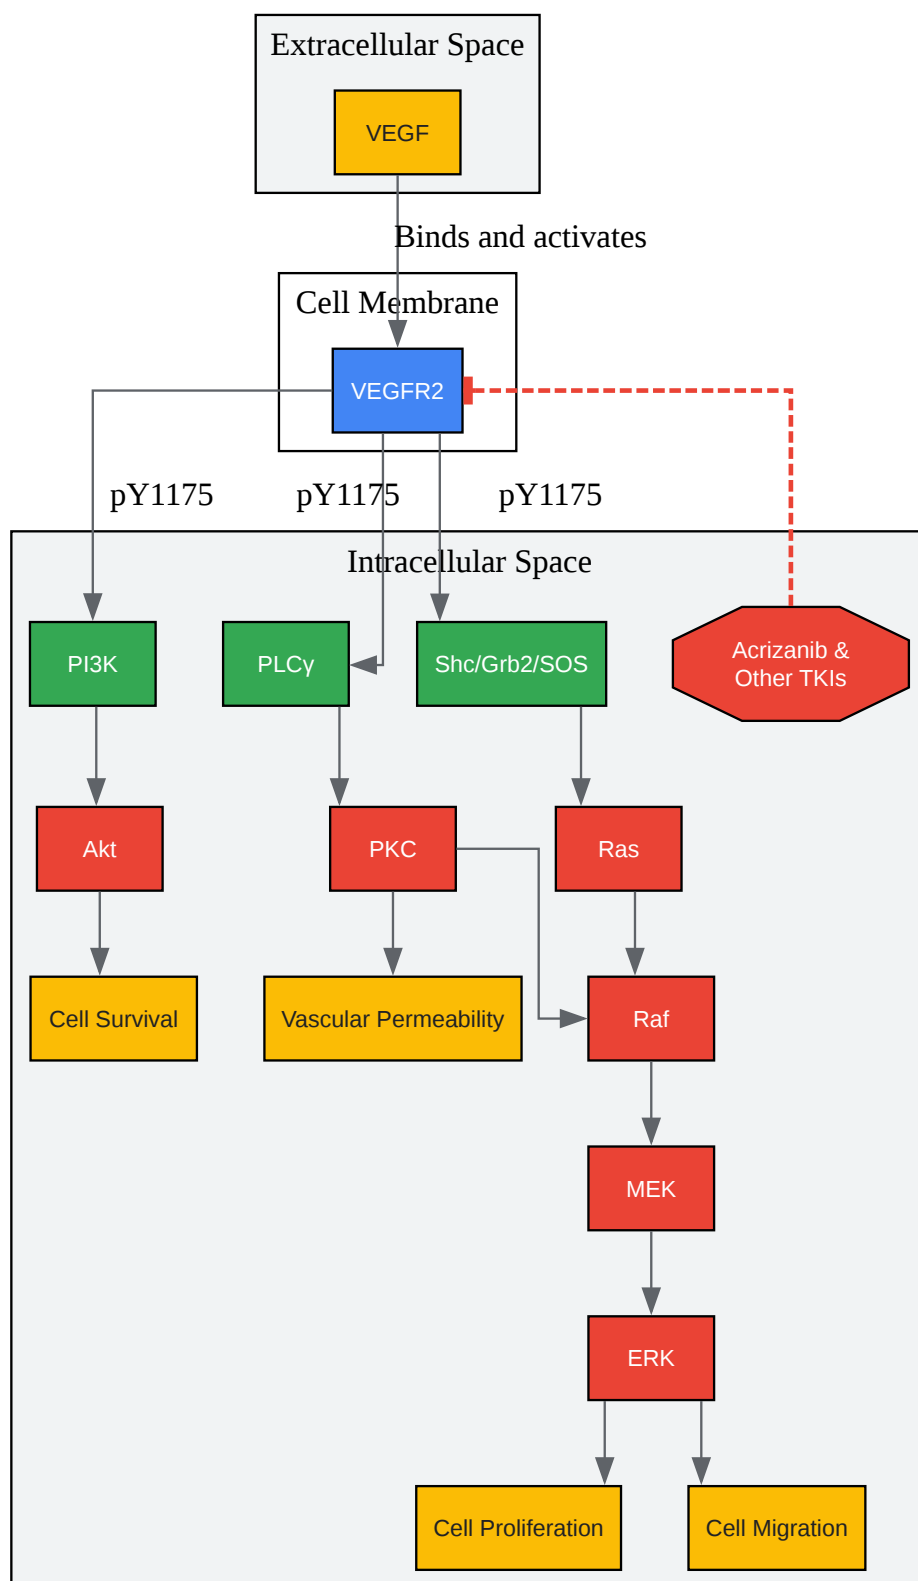 Extracellular Space
VEGF
Binds and activates
Cell Membrane
VEGFR2
pY1175
pY1175
pY1175
Intracellular Space
PI3K
PLCγ
Shc/Grb2/SOS
Acrizanib &
Other TKIs
Akt
PKC
Ras
Cell Survival
Vascular Permeability
Raf
MEK
ERK
Cell Proliferation
Cell Migration